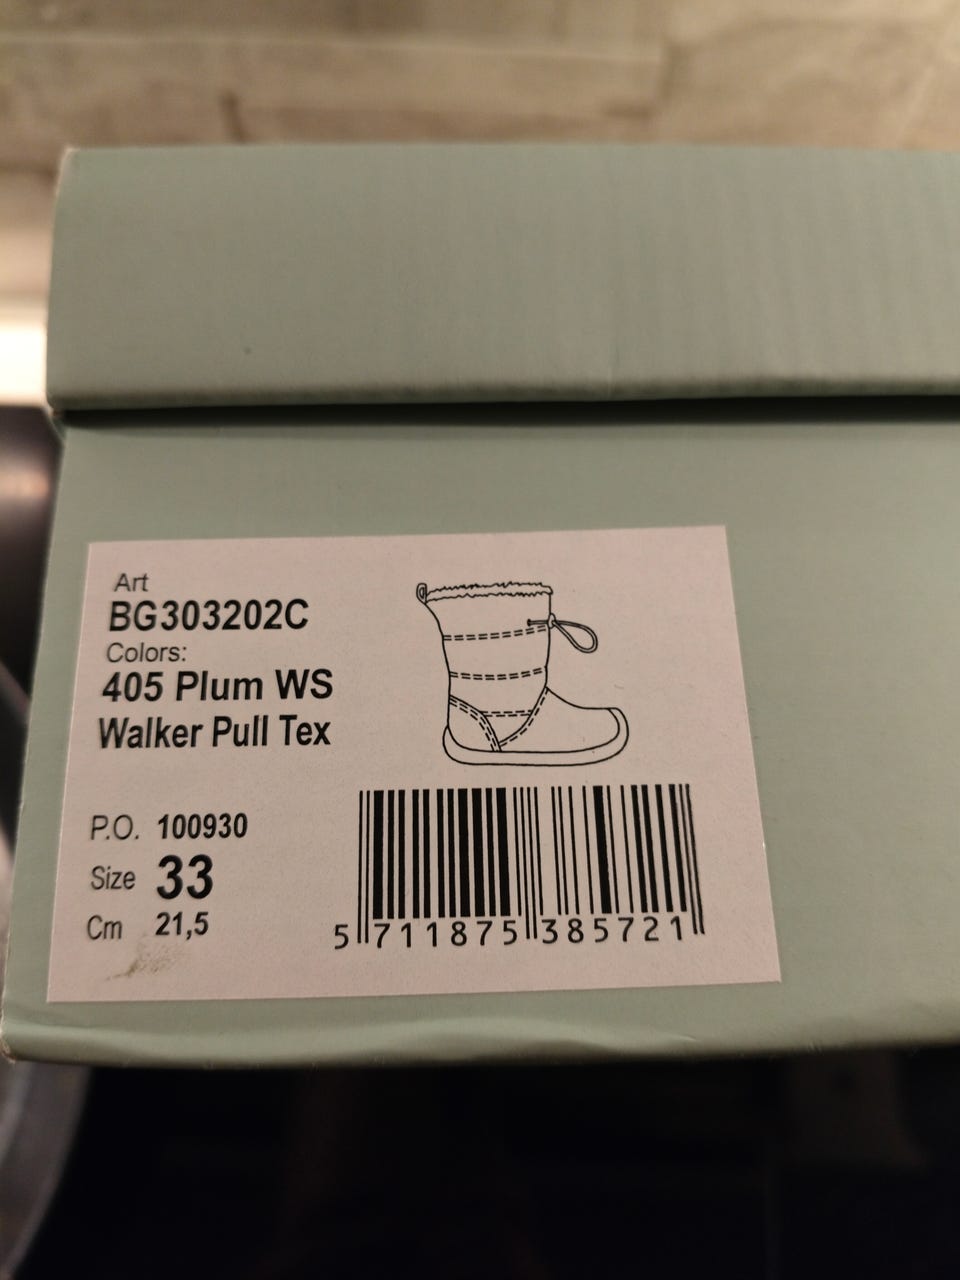 Art
BG303202C
Colors:
405 Plum WS
Walker Pull Tex
P.O. 100930
Size 33
Cm 21,5
5 711875 385721